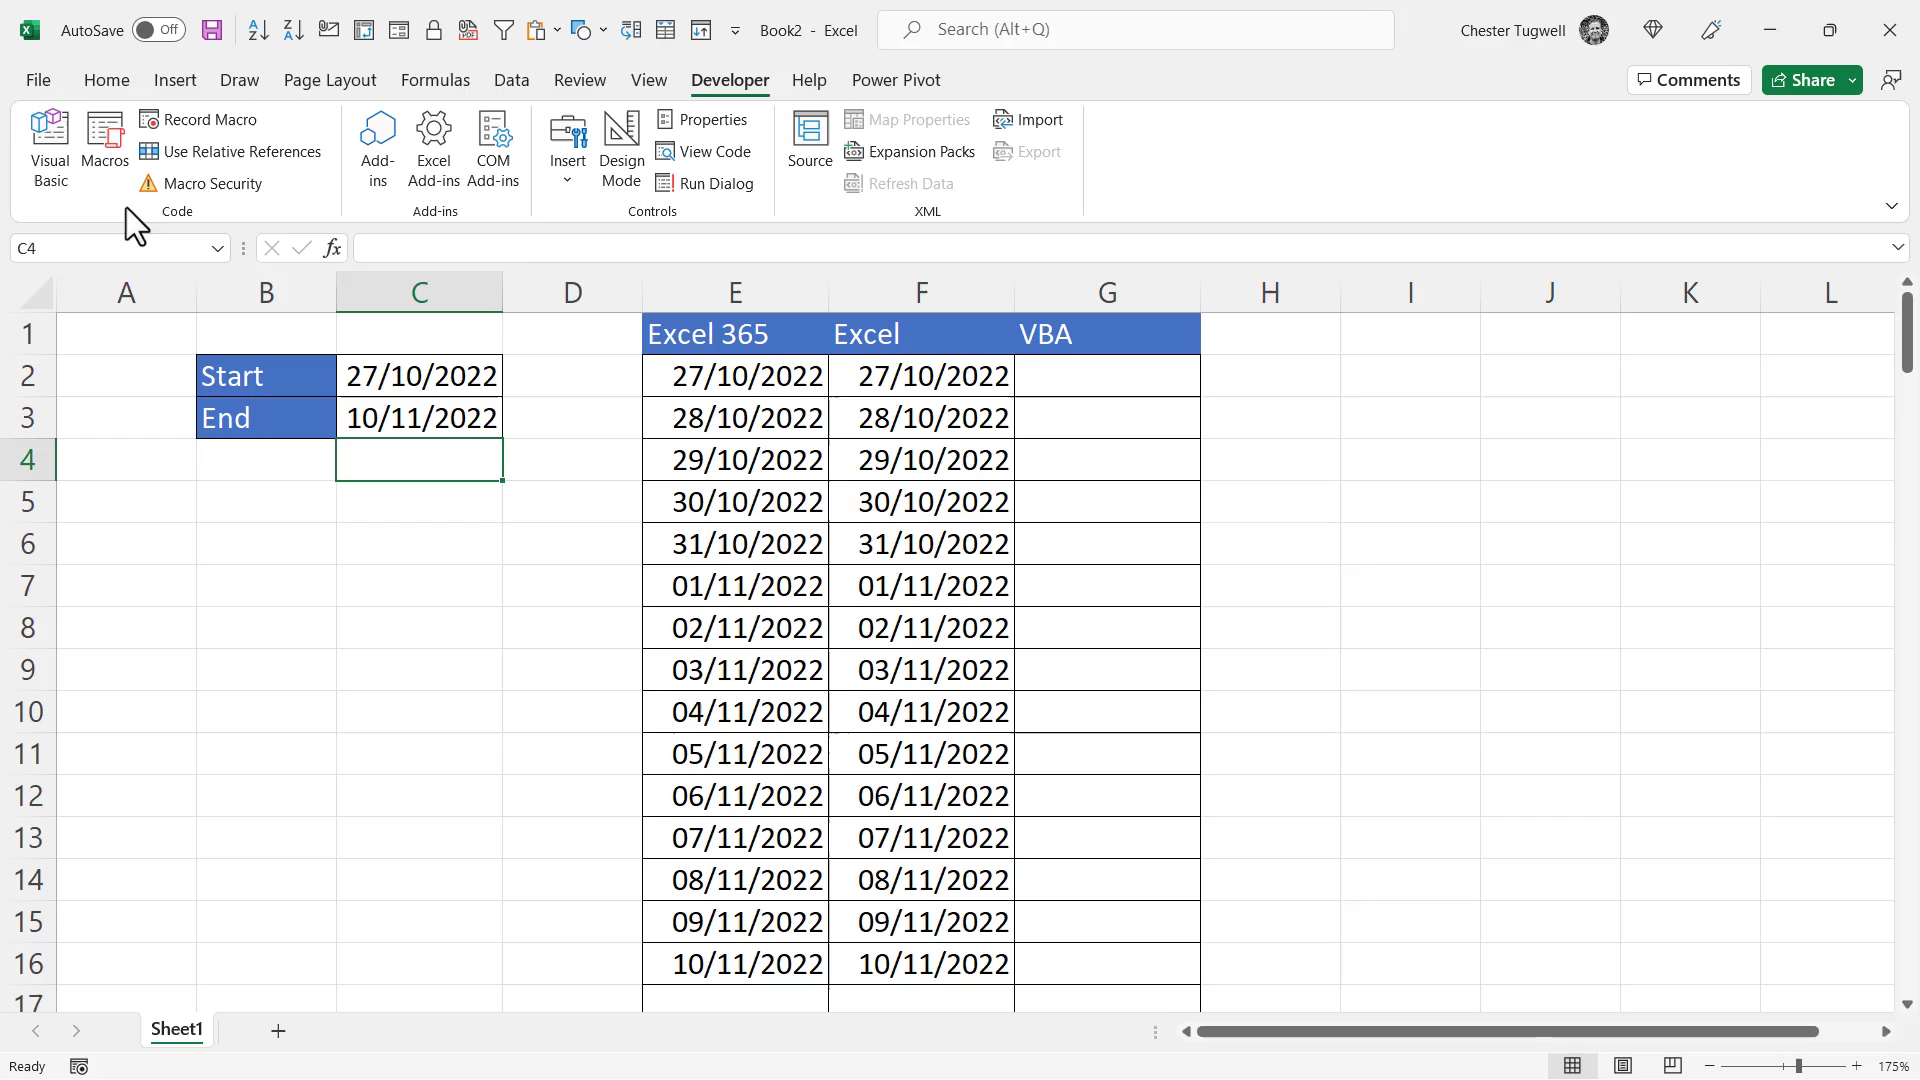 AutoSave Off Book2 - Excel Search (Alt+Q) Chester Tugwell
File Home Insert Draw Page Layout Formulas Data Review View Developer Help Power Pivot Comments Share
Visual Basic
Macros
Record Macro
Use Relative References
Macro Security
Code
Add-ins
Excel Add-ins
COM Add-ins
Add-ins
Insert
Design Mode
Properties
View Code
Run Dialog
Controls
Source
Map Properties
Expansion Packs
Refresh Data
Import
Export
XML
C4 fx
A B C D E F G H I J K L
1 Excel 365 Excel VBA
2 Start 27/10/2022 27/10/2022 27/10/2022
3 End 10/11/2022 28/10/2022 28/10/2022
4 29/10/2022 29/10/2022
5 30/10/2022 30/10/2022
6 31/10/2022 31/10/2022
7 01/11/2022 01/11/2022
8 02/11/2022 02/11/2022
9 03/11/2022 03/11/2022
10 04/11/2022 04/11/2022
11 05/11/2022 05/11/2022
12 06/11/2022 06/11/2022
13 07/11/2022 07/11/2022
14 08/11/2022 08/11/2022
15 09/11/2022 09/11/2022
16 10/11/2022 10/11/2022
17
Sheet1
Ready 175%